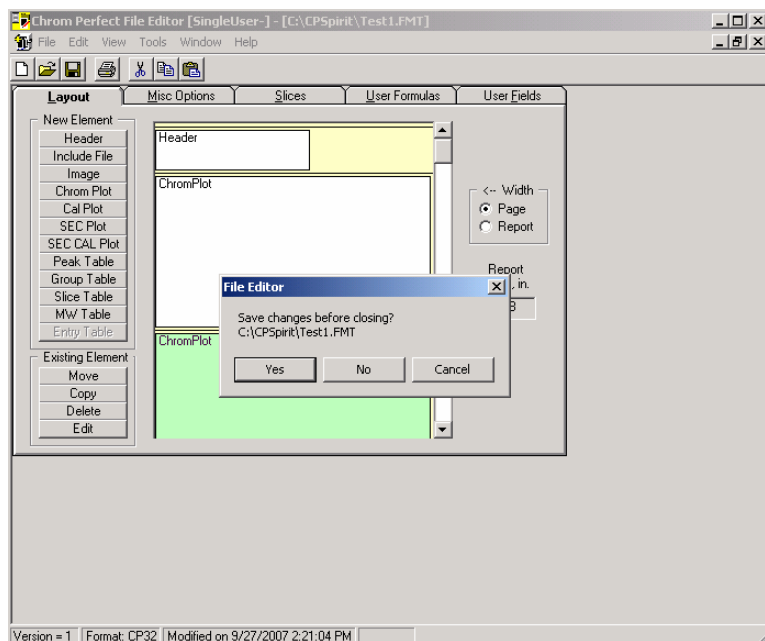 Chrom Perfect File Editor [SingleUser-] - [C:\CPSpirit\Test1.FMT]
File Edit View Tools Window Help
Layout Misc Options Slices User Formulas User Fields
New Element
Header
Include File
Image
Chrom Plot
Cal Plot
SEC Plot
SEC CAL Plot
Peak Table
Group Table
Slice Table
MW Table
Entry Table
Existing Element
Move
Copy
Delete
Edit
Header
ChromPlot
ChromPlot
<-- Width
Page
Report
Report
, in.
File Editor
Save changes before closing?
C:\CPSpirit\Test1.FMT
Yes No Cancel
Version = 1 Format: CP32 Modified on 9/27/2007 2:21:04 PM